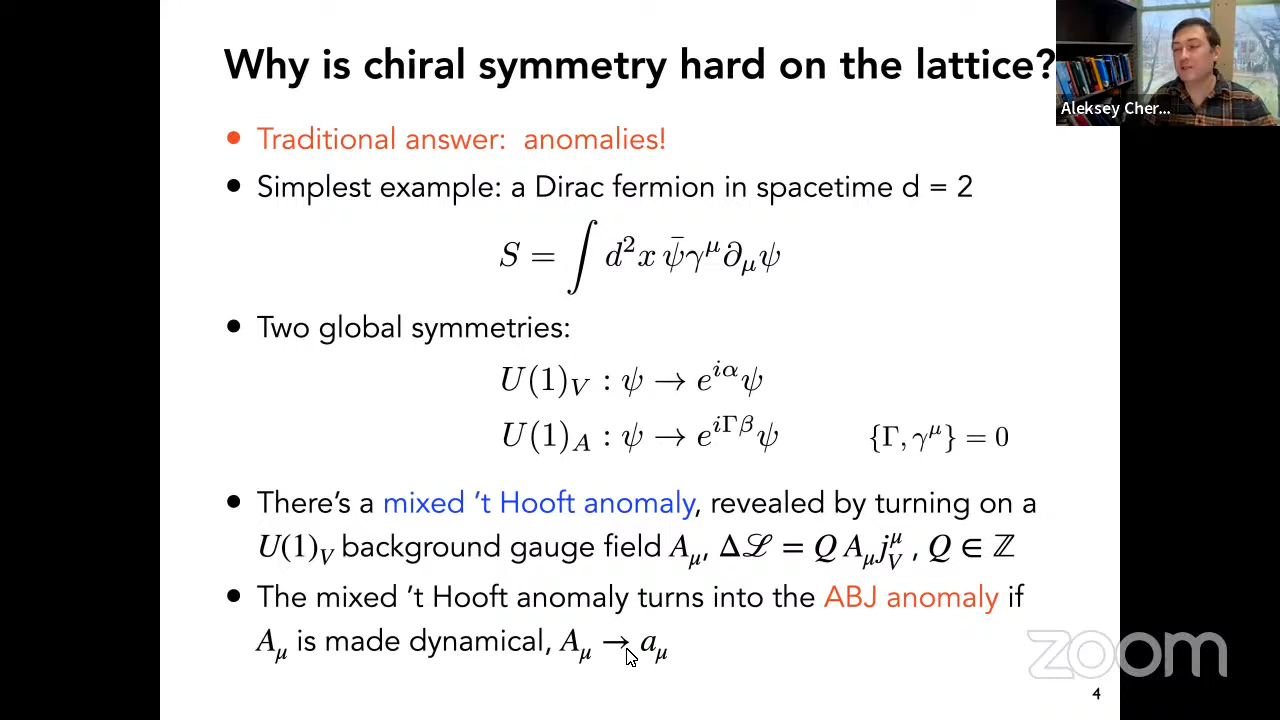 Why is chiral symmetry hard on the lattice?
Aleksey Cher...
• Traditional answer: anomalies!
• Simplest example: a Dirac fermion in spacetime d = 2
S = ∫ d²x ψ̄γ^μ∂_μψ
• Two global symmetries:
U(1)_V : ψ → e^{iα}ψ
U(1)_A : ψ → e^{iΓβ}ψ {Γ, γ^μ} = 0
• There's a mixed 't Hooft anomaly, revealed by turning on a
U(1)_V background gauge field A_μ, Δℒ = Q A_μ j_V^μ , Q ∈ ℤ
• The mixed 't Hooft anomaly turns into the ABJ anomaly if
A_μ is made dynamical, A_μ → a_μ
zoom
4